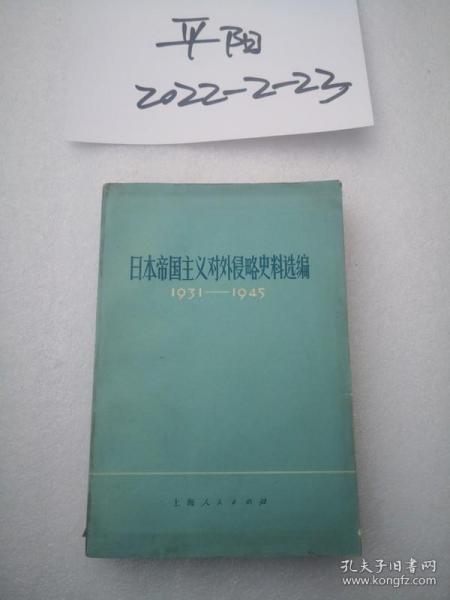 平阳
2022-2-23
日本帝国主义对外侵略史料选编
1931——1945
上海人民出版社
孔夫子旧书网
www.kongfz.com